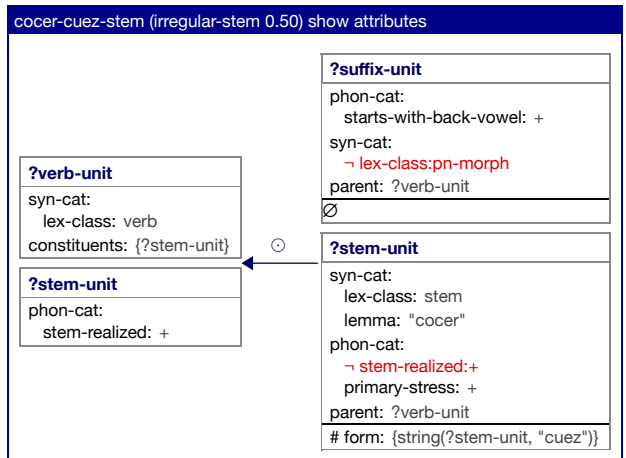 cocer-cuez-stem (irregular-stem 0.50) show attributes
?verb-unit
syn-cat:
lex-class: verb
constituents: {?stem-unit}
?stem-unit
phon-cat:
stem-realized: +
⊙
?suffix-unit
phon-cat:
starts-with-back-vowel: +
syn-cat:
¬ lex-class:pn-morph
parent: ?verb-unit
∅
?stem-unit
syn-cat:
lex-class: stem
lemma: "cocer"
phon-cat:
¬ stem-realized:+
primary-stress: +
parent: ?verb-unit
# form: {string(?stem-unit, "cuez")}